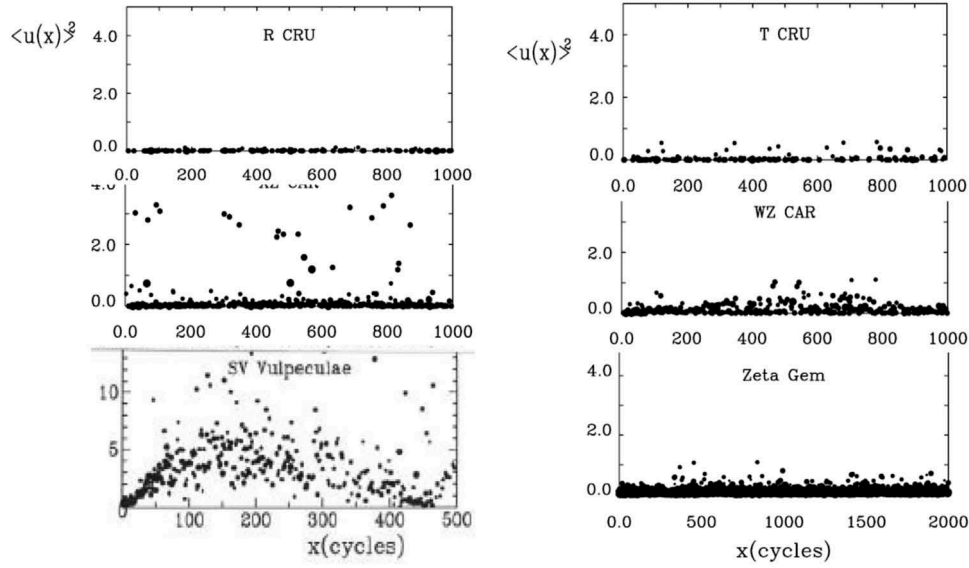 <u(x)>²
R CRU
4.0
2.0
0.0
0.0 200 400 600 800 1000
XZ CAR
4.0
2.0
0.0
0.0 200 400 600 800 1000
SV Vulpeculae
10
5
0
0 100 200 300 400 500
x(cycles)
<u(x)>²
T CRU
4.0
2.0
0.0
0.0 200 400 600 800 1000
WZ CAR
2.0
0.0
0.0 200 400 600 800 1000
Zeta Gem
4.0
2.0
0.0
0.0 500 1000 1500 2000
x(cycles)